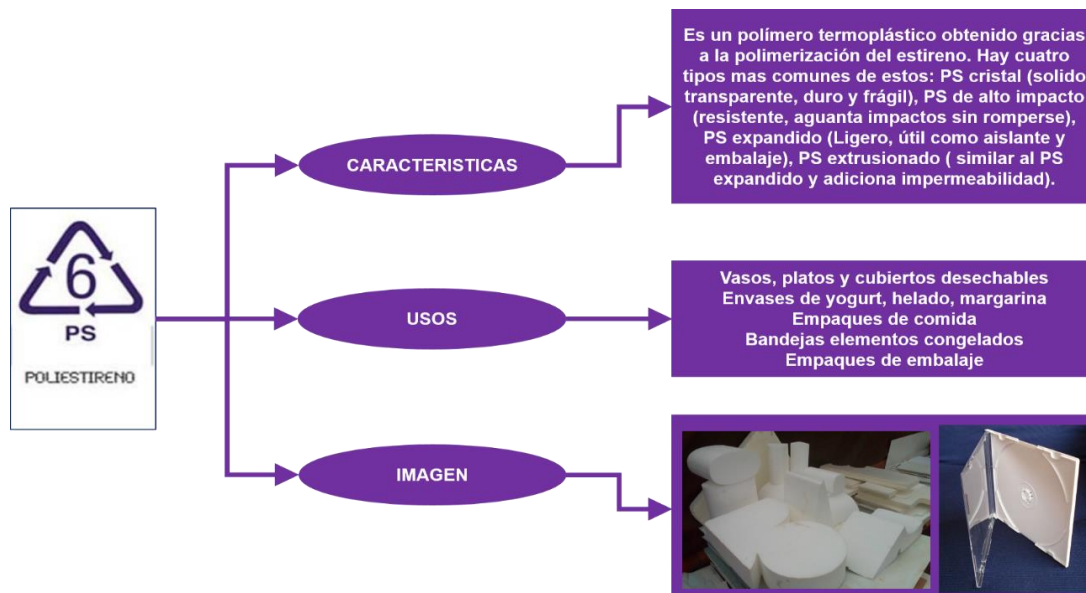 Es un polímero termoplástico obtenido gracias
a la polimerización del estireno. Hay cuatro
tipos mas comunes de estos: PS cristal (solido
transparente, duro y frágil), PS de alto impacto
(resistente, aguanta impactos sin romperse),
PS expandido (Ligero, útil como aislante y
embalaje), PS extrusionado ( similar al PS
expandido y adiciona impermeabilidad).
CARACTERISTICAS
6
PS
POLIESTIRENO
USOS
Vasos, platos y cubiertos desechables
Envases de yogurt, helado, margarina
Empaques de comida
Bandejas elementos congelados
Empaques de embalaje
IMAGEN